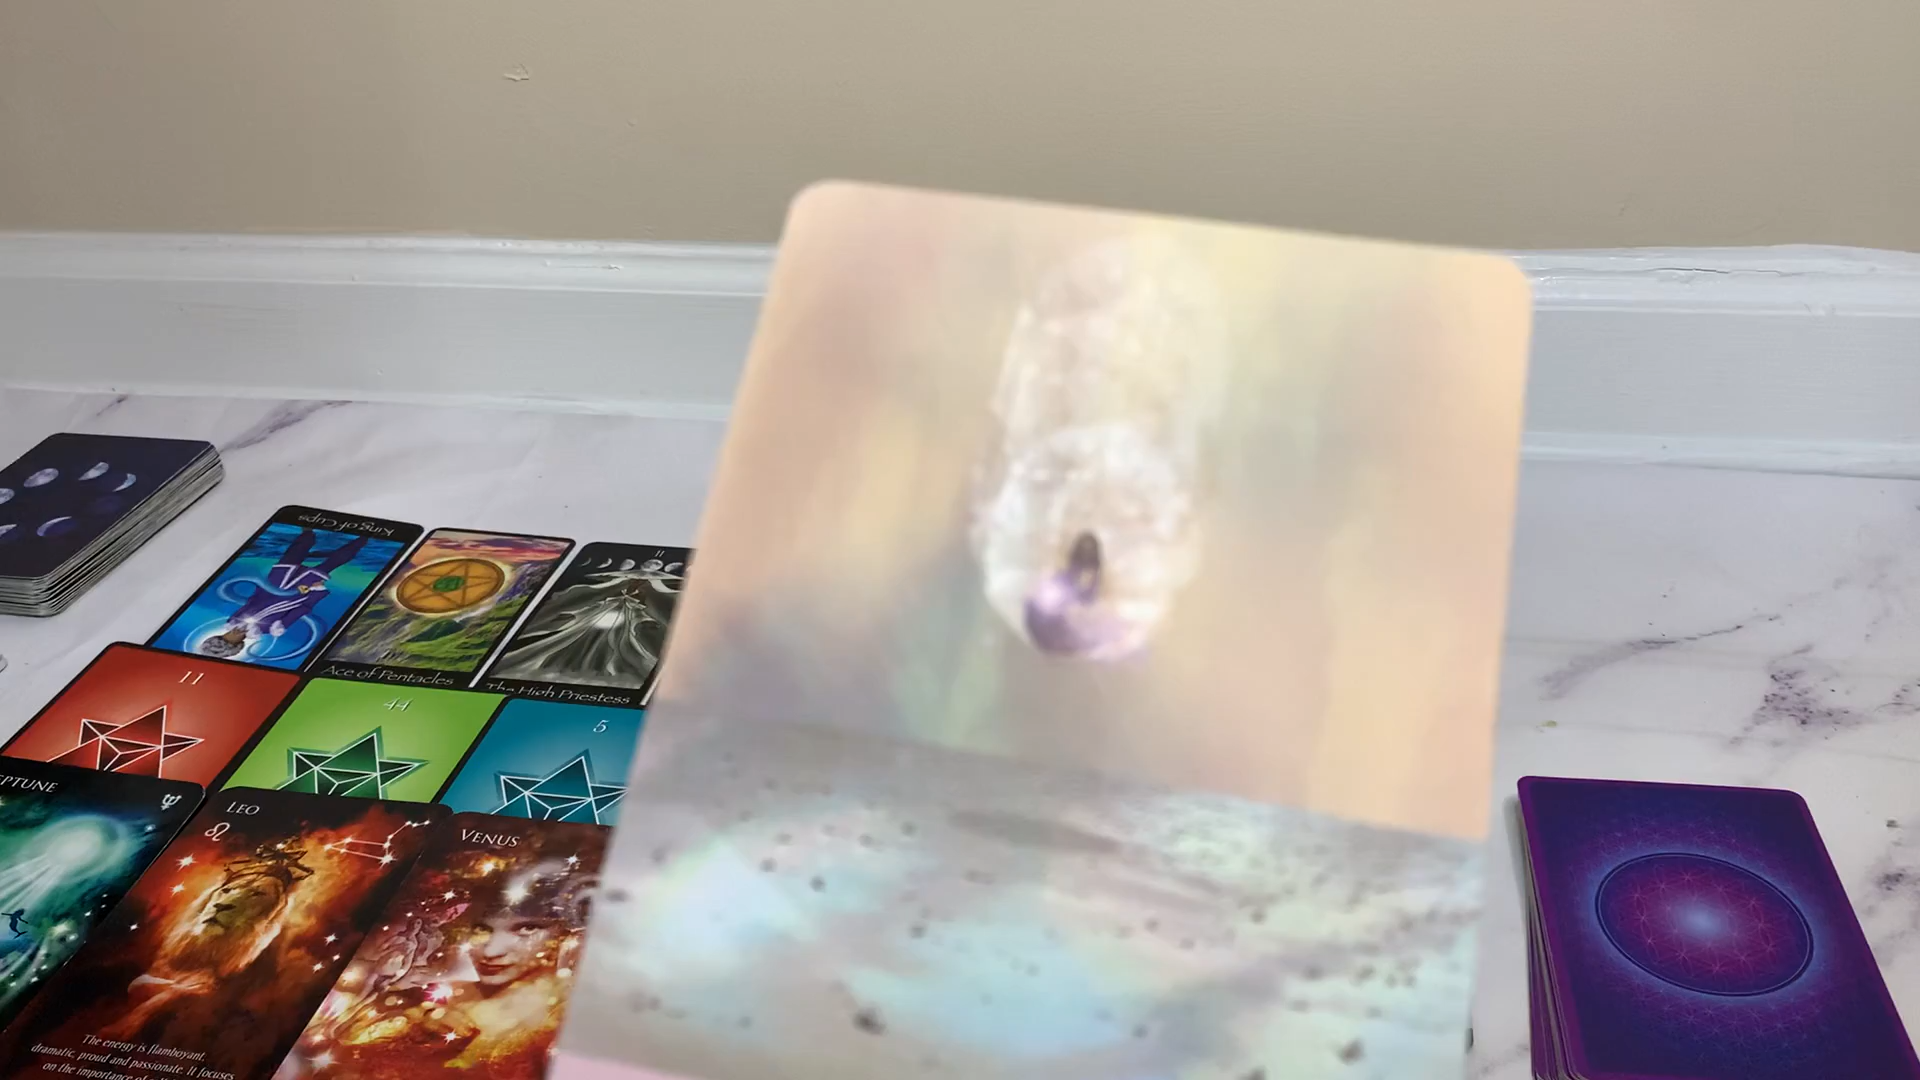 King of Cups
II
Ace of Pentacles
The High Priestess
11
44
5
LEO
VENUS
The energy is flamboyant,
dramatic, proud and passionate. It focuses
on the importance of